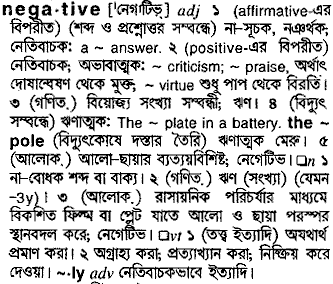 nega·tive [ˈনেগাটিভ্] adj ১ (affirmative-এর
বিপরীত) (শব্দ ও প্রশ্নোত্তর সম্বন্ধে) না-সূচক, নঞর্থক;
নেতিবাচক: a ~ answer. ২ (positive-এর বিপরীত)
নেতিবাচক; অভাবাত্মক: ~ criticism; ~ praise, অর্থাৎ
দোষান্বেষণ থেকে মুক্ত; ~ virtue শুধু পাপ থেকে বিরতি।
৩ (গণিত.) বিয়োজ্য সংখ্যা সম্বন্ধী; ঋণ। ৪ (বিদ্যুৎ
সম্বন্ধে) ঋণাত্মক: The ~ plate in a battery. the ~
pole (বিদ্যুৎকোষে দস্তার তৈরি) ঋণাত্মক মেরু। ৫
(আলোক.) আলো-ছায়ার ব্যত্যয়বিশিষ্ট; নেগেটিভ। □n ১
না-বোধক শব্দ বা বাক্য। ২ (গণিত.) ঋণ (সংখ্যা) (যেমন
-3y)। ৩ (আলোক.) রাসায়নিক পরিচর্যার মাধ্যমে
বিকশিত ফিল্ম বা প্লেট যাতে আলো ও ছায়া পরস্পর
স্থানবদল করে; নেগেটিভ। □vt ১ (তত্ত্ব ইত্যাদি) অযথার্থ
প্রমাণ করা। ২ অগ্রাহ্য করা; প্রত্যাখ্যান করা; নিষ্ক্রিয় করে
দেওয়া। ~·ly adv নেতিবাচকভাবে ইত্যাদি।